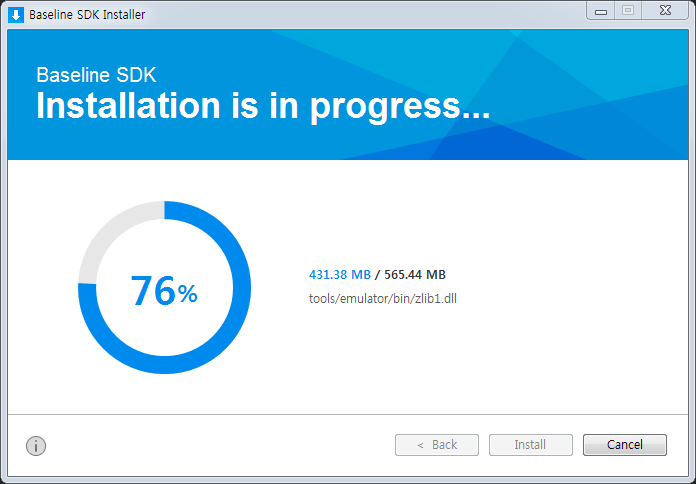 Baseline SDK Installer
Baseline SDK
Installation is in progress...
76%
431.38 MB / 565.44 MB
tools/emulator/bin/zlib1.dll
< Back
Install
Cancel